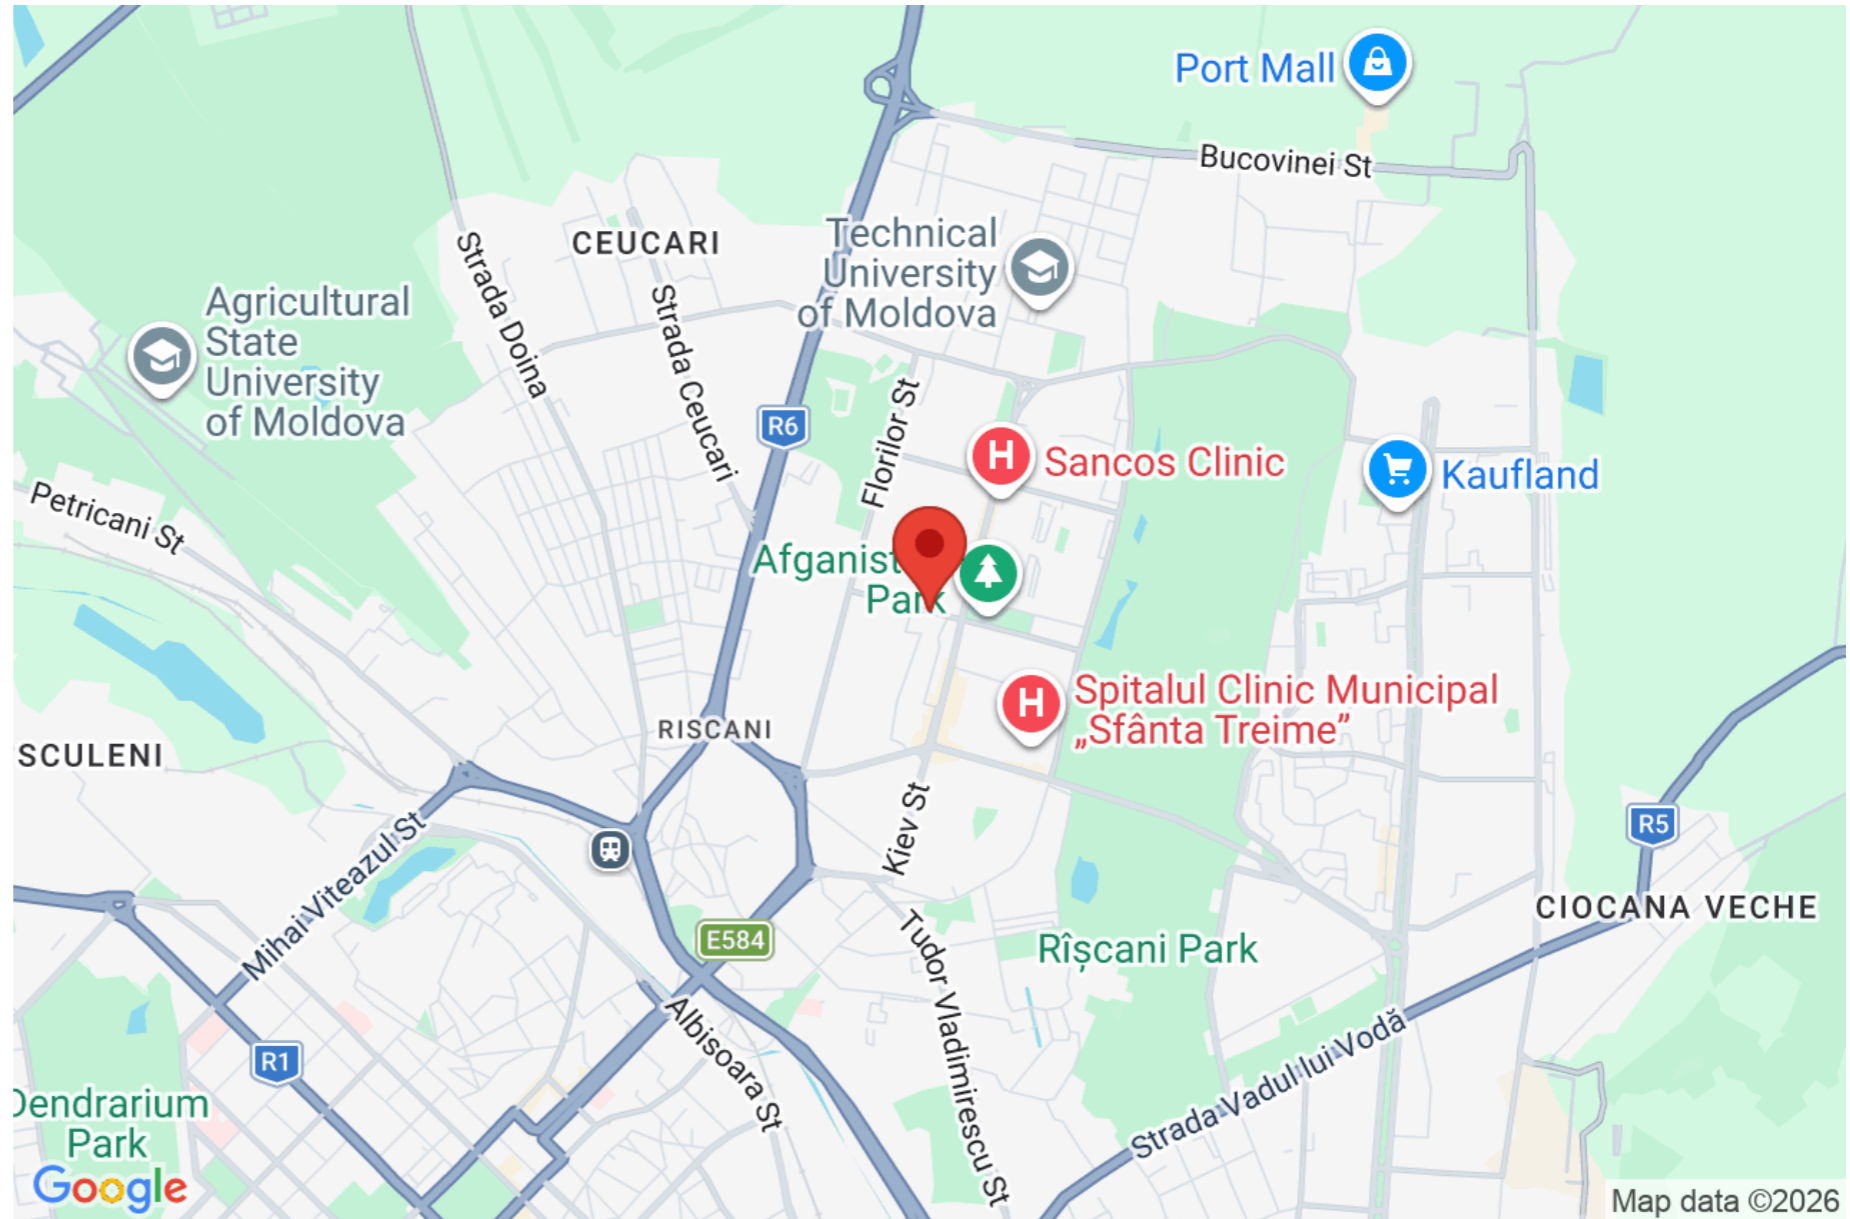 Port Mall
Bucovinei St
CEUCARI
Technical
University
of Moldova
Strada Doina
Strada Ceucari
Agricultural
State
University
of Moldova
R6
Florilor St
Sancos Clinic
Kaufland
Petricani St
Afganist
Park
Spitalul Clinic Municipal
„Sfânta Treime”
RISCANI
SCULENI
Kiev St
Mihai Viteazul St
R5
CIOCANA VECHE
E584
Rîșcani Park
Tudor Vladimirescu St
Albisoara St
Strada Vadul lui Vodă
R1
Dendrarium
Park
Google
Map data ©2026